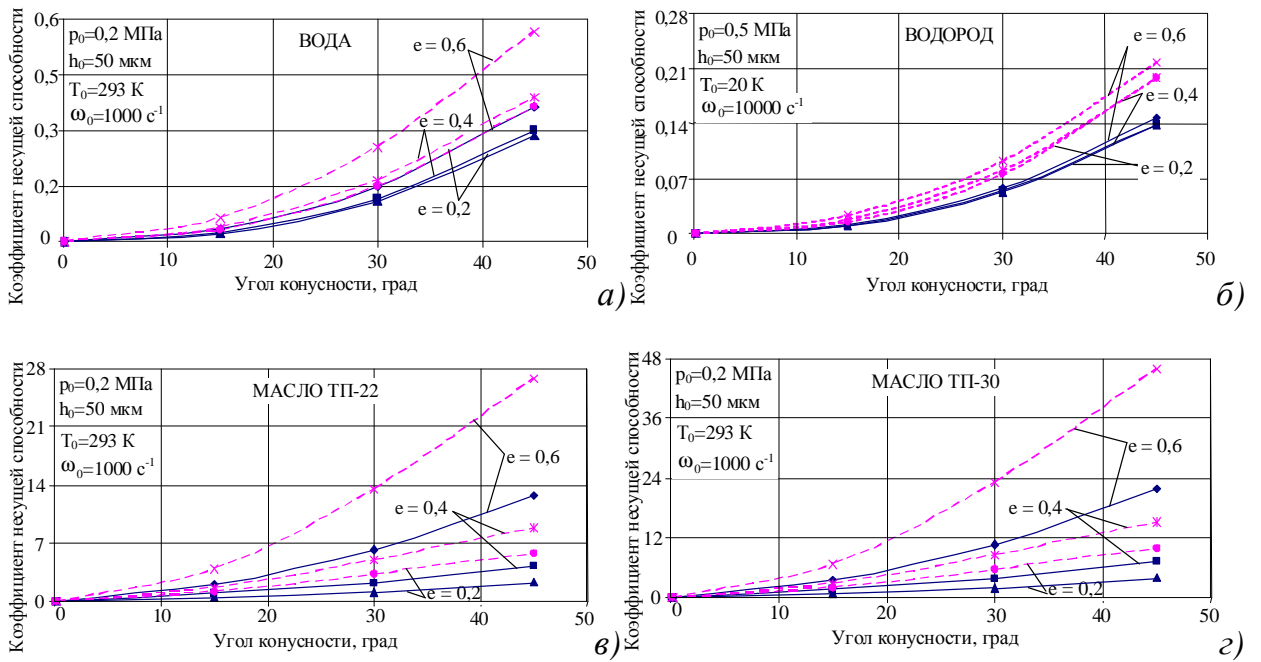 Коэффициент несущей способности
0,6
0,5
0,3
0,2
0
p₀=0,2 МПа
h₀=50 мкм
T₀=293 K
ω₀=1000 с⁻¹
ВОДА
e = 0,6
e = 0,4
e = 0,2
0 10 20 30 40 50
Угол конусности, град
а)
Коэффициент несущей способности
0,28
0,21
0,14
0,07
0
p₀=0,5 МПа
h₀=50 мкм
T₀=20 K
ω₀=10000 с⁻¹
ВОДОРОД
e = 0,6
e = 0,4
e = 0,2
0 10 20 30 40 50
Угол конусности, град
б)
Коэффициент несущей способности
28
21
14
7
0
p₀=0,2 МПа
h₀=50 мкм
T₀=293 K
ω₀=1000 с⁻¹
МАСЛО ТП-22
e = 0,6
e = 0,4
e = 0,2
0 10 20 30 40 50
Угол конусности, град
в)
Коэффициент несущей способности
48
36
24
12
0
p₀=0,2 МПа
h₀=50 мкм
T₀=293 K
ω₀=1000 с⁻¹
МАСЛО ТП-30
e = 0,6
e = 0,4
e = 0,2
0 10 20 30 40 50
Угол конусности, град
г)